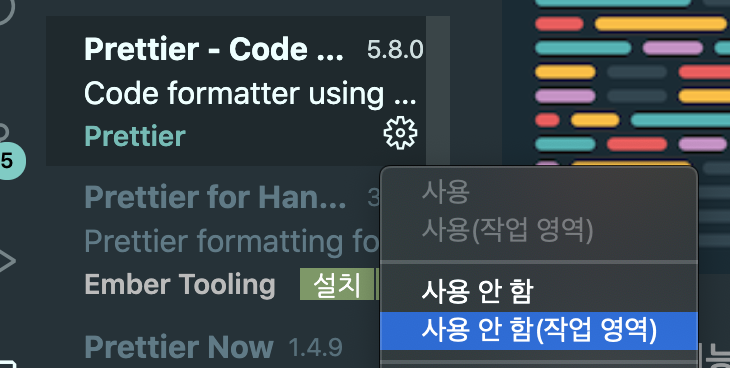 Prettier - Code ... 5.8.0
Code formatter using ...
Prettier
5
Prettier for Han... 3
Prettier formatting fo
Ember Tooling 설치
Prettier Now 1.4.9
사용
사용(작업 영역)
사용 안 함
사용 안 함(작업 영역)
능